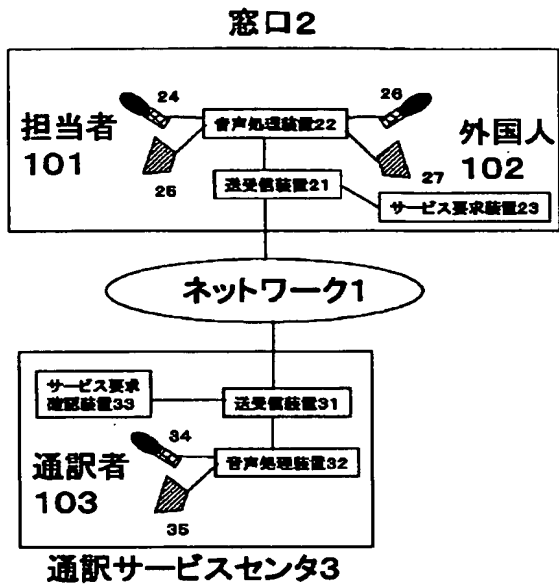 窓口2
24
26
担当者
101
音声処理装置22
外国人
102
25
27
送受信装置21
サービス要求装置23
ネットワーク1
サービス要求
確認装置33
送受信装置31
34
通訳者
103
音声処理装置32
35
通訳サービスセンタ3